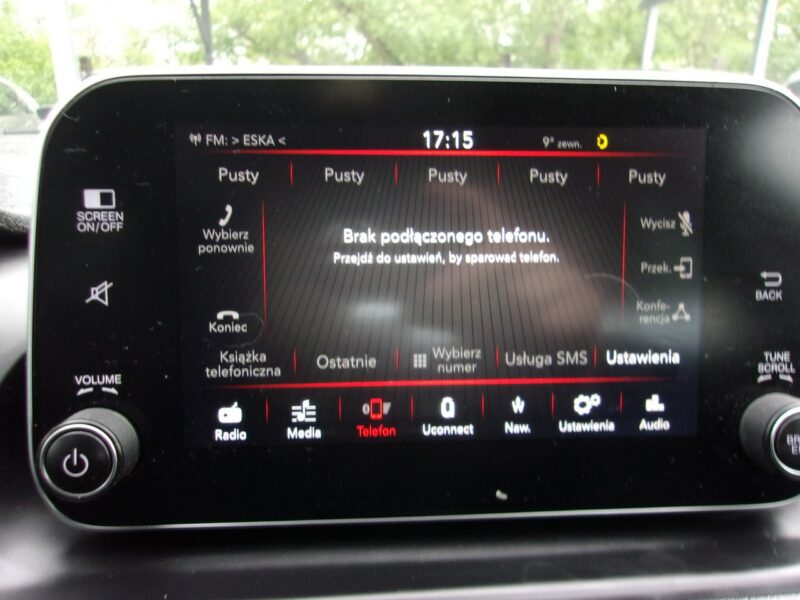 FM: > ESKA <
17:15
9° zewn.
Pusty
Pusty
Pusty
Pusty
Pusty
SCREEN
ON/OFF
Wybierz
ponownie
Brak podłączonego telefonu.
Przejdź do ustawień, by sparować telefon.
Wycisz
Przek.
BACK
Konfe-
rencja
Koniec
Książka
telefoniczna
Ostatnie
Wybierz
numer
Usługa SMS
Ustawienia
TUNE
SCROLL
VOLUME
Radio
Media
Telefon
Uconnect
Naw.
Ustawienia
Audio